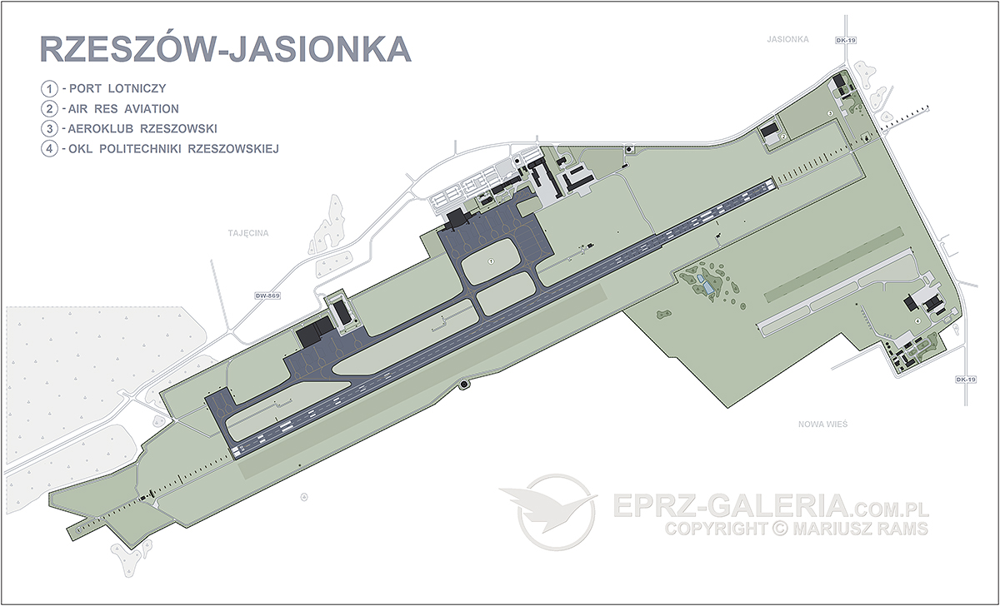 RZESZÓW-JASIONKA
1 - PORT LOTNICZY
2 - AIR RES AVIATION
3 - AEROKLUB RZESZOWSKI
4 - OKL POLITECHNIKI RZESZOWSKIEJ
JASIONKA
DK-19
3
2
TAJĘCINA
1
DW-869
4
DK-19
NOWA WIEŚ
EPRZ-GALERIA.COM.PL
COPYRIGHT © MARIUSZ RAMS